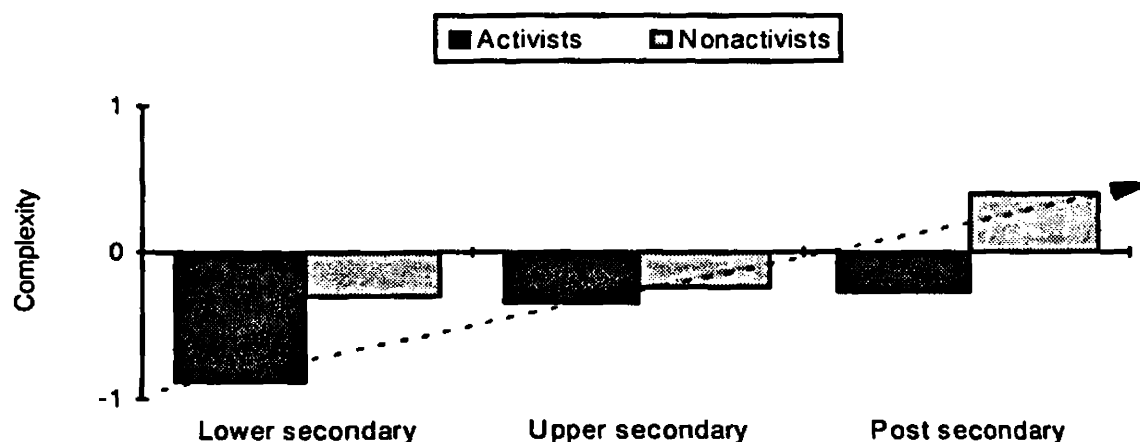 Activists Nonactivists
1
Complexity
0
-1
Lower secondary Upper secondary Post secondary